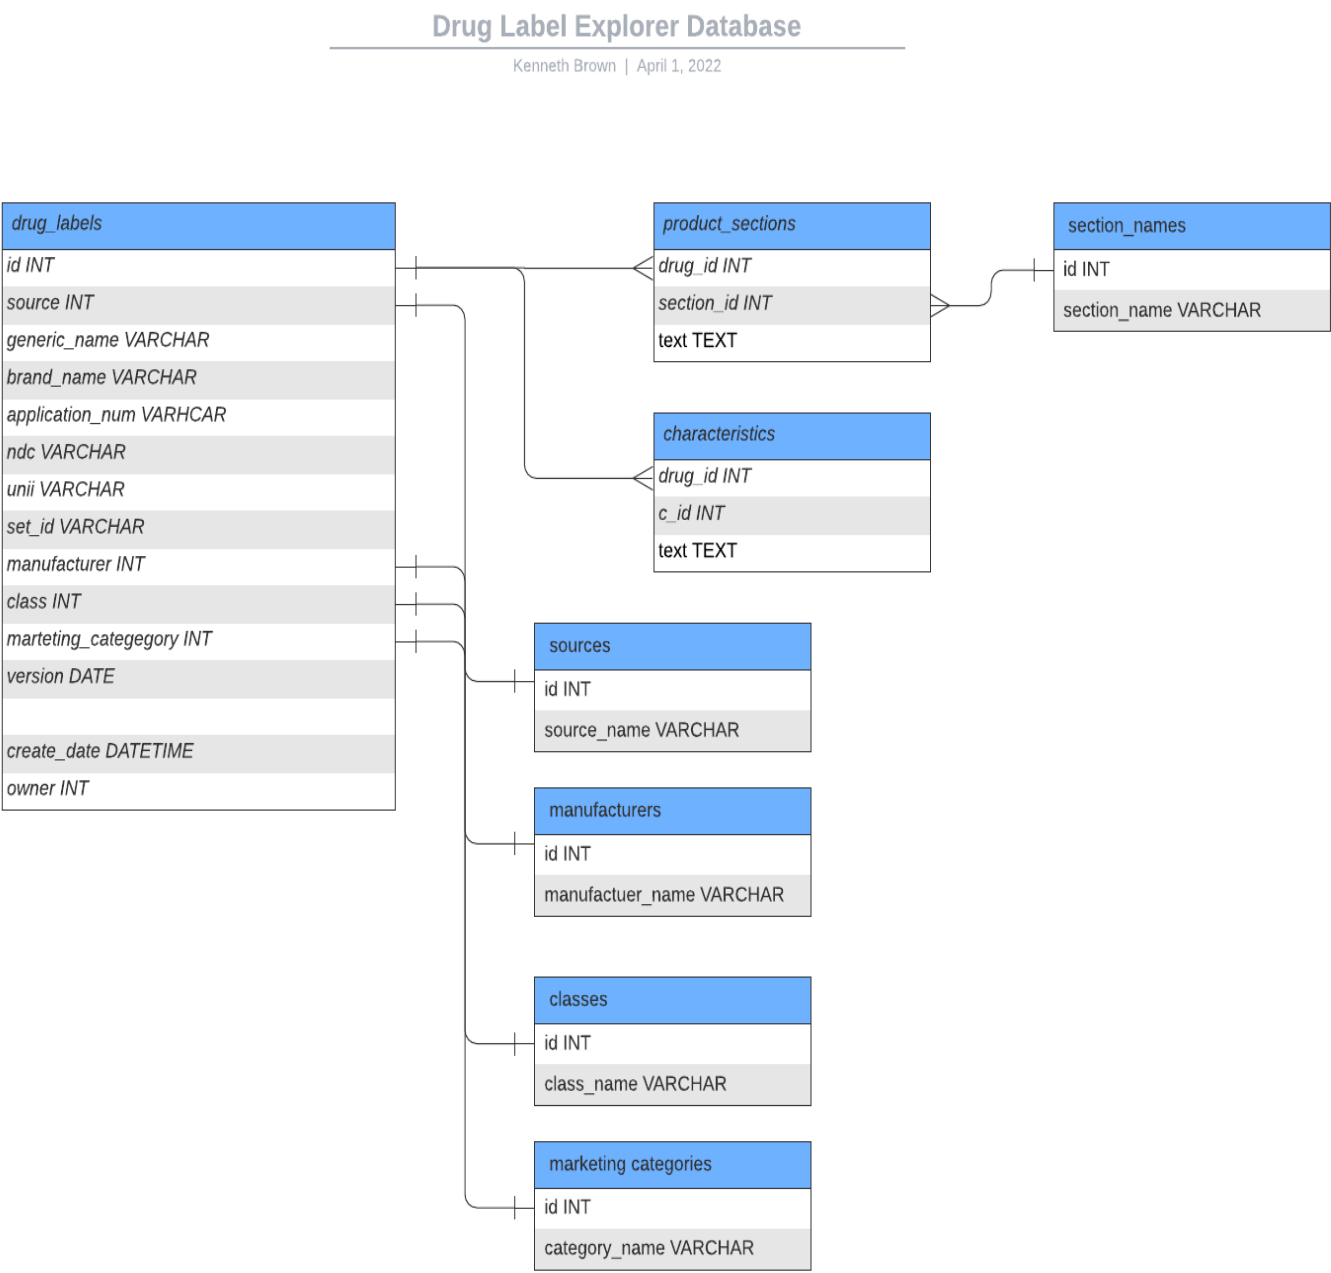 Drug Label Explorer Database
Kenneth Brown | April 1, 2022
drug_labels
id INT
source INT
generic_name VARCHAR
brand_name VARCHAR
application_num VARHCAR
ndc VARCHAR
unii VARCHAR
set_id VARCHAR
manufacturer INT
class INT
marteting_categegory INT
version DATE
create_date DATETIME
owner INT
product_sections
drug_id INT
section_id INT
text TEXT
section_names
id INT
section_name VARCHAR
characteristics
drug_id INT
c_id INT
text TEXT
sources
id INT
source_name VARCHAR
manufacturers
id INT
manufactuer_name VARCHAR
classes
id INT
class_name VARCHAR
marketing categories
id INT
category_name VARCHAR